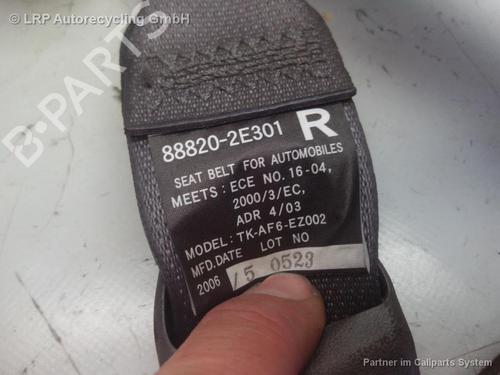 LRP Autorecycling GmbH
88820-2E301 R
SEAT BELT FOR AUTOMOBILES
MEETS: ECE NO. 16-04,
2000/3/EC,
ADR 4/03
MODEL: TK-AF6-EZ002
MFD.DATE LOT NO
2006 /5 0523
B-PARTS
Partner im Callparts System